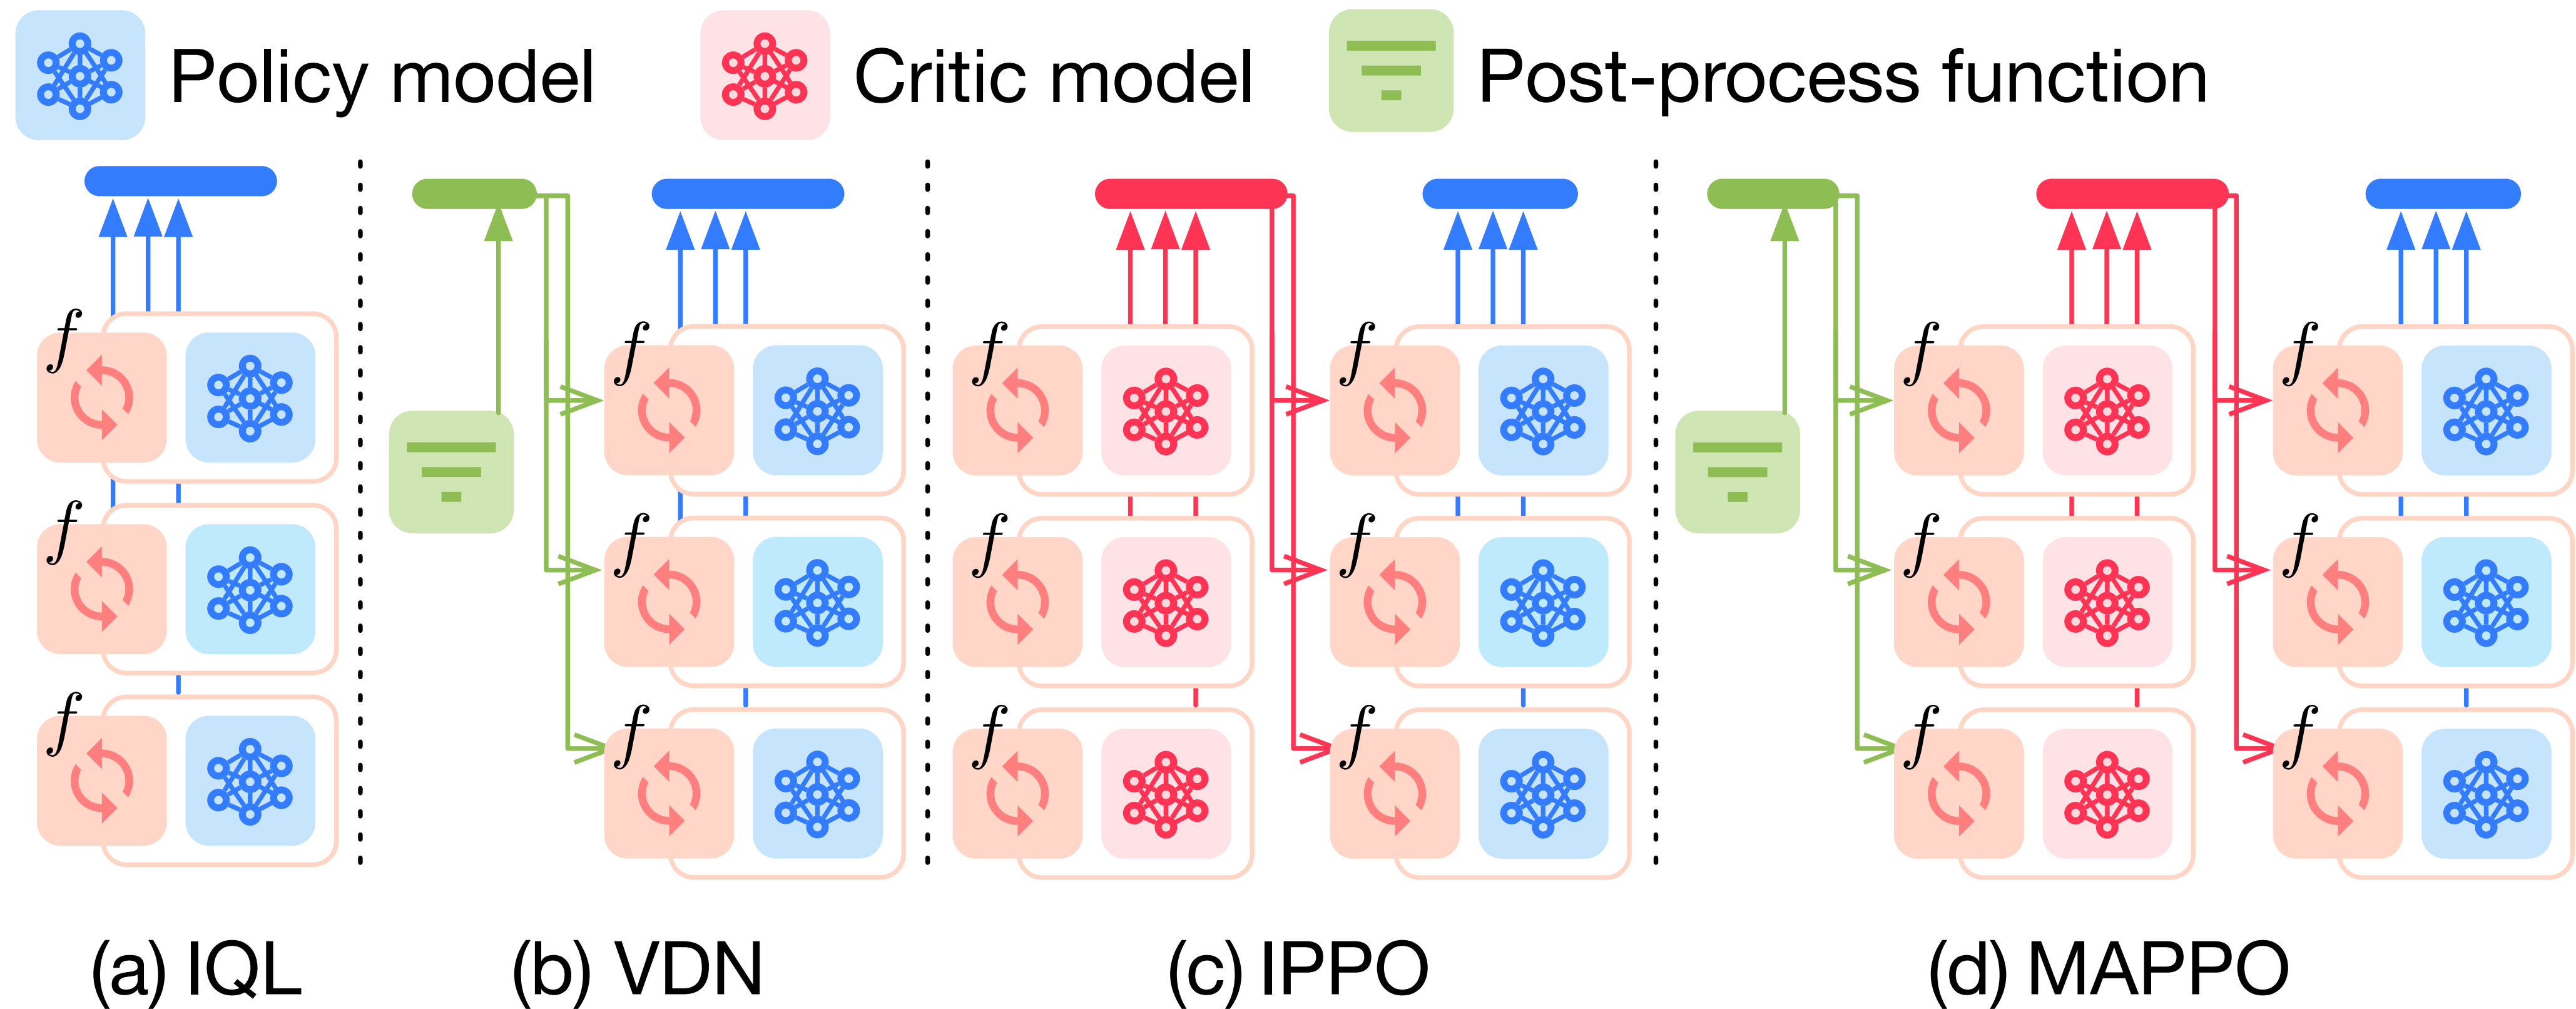 Policy model Critic model Post-process function
f f f f f f
f f f f f f
f f f f f f
(a) IQL (b) VDN (c) IPPO (d) MAPPO